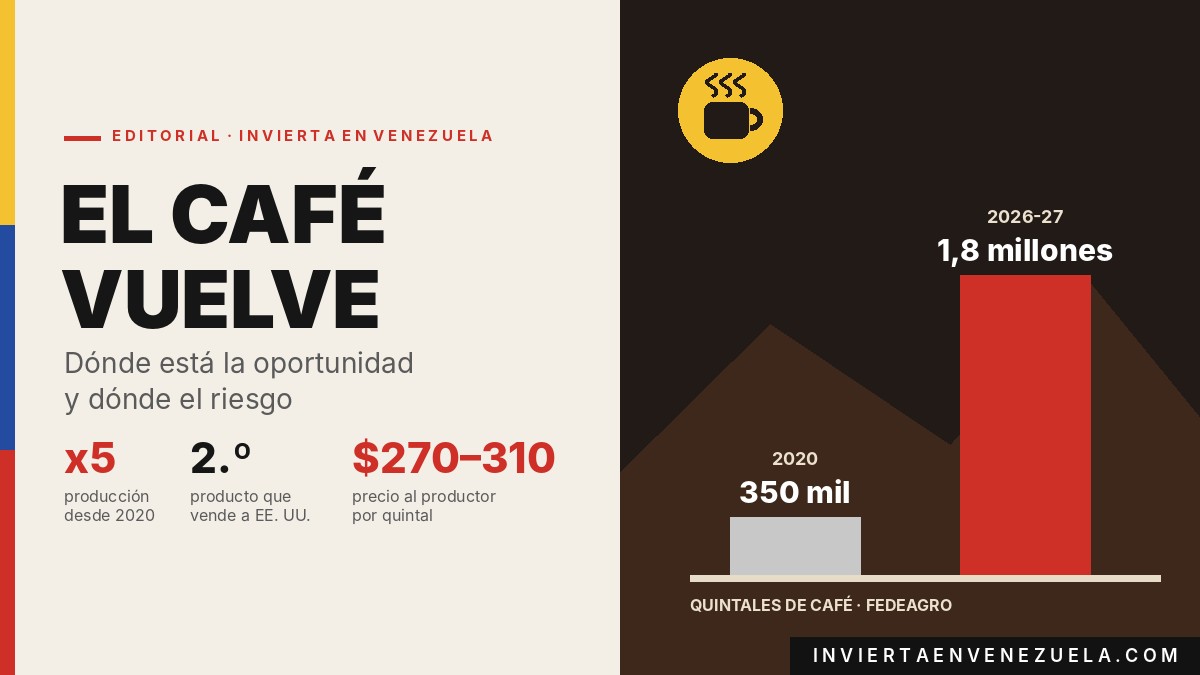 EDITORIAL · INVIERTA EN VENEZUELA
EL CAFÉ
VUELVE
Dónde está la oportunidad
y dónde el riesgo
x5
producción
desde 2020
2.º
producto que
vende a EE. UU.
$270–310
precio al productor
por quintal
2020
350 mil
2026-27
1,8 millones
QUINTALES DE CAFÉ · FEDEAGRO
INVIERTAENVENEZUELA.COM